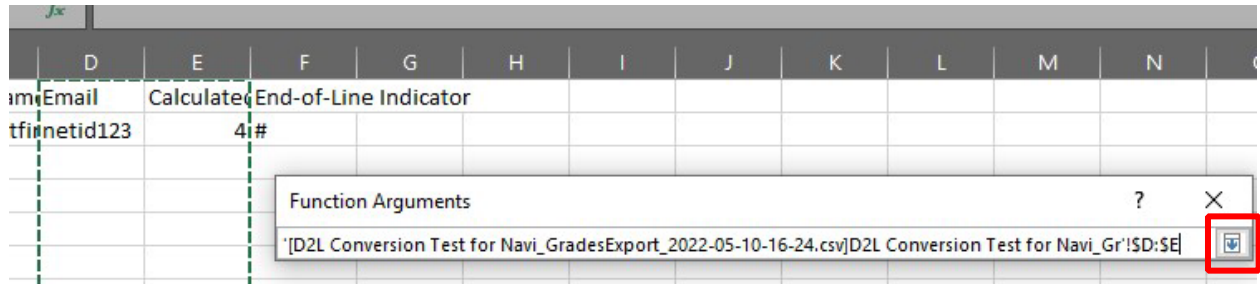 fx
D E F G H I J K L M N
Email Calculate End-of-Line Indicator
netid123 4 #
Function Arguments ? ×
'[D2L Conversion Test for Navi_GradesExport_2022-05-10-16-24.csv]D2L Conversion Test for Navi_Gr'!$D:$E